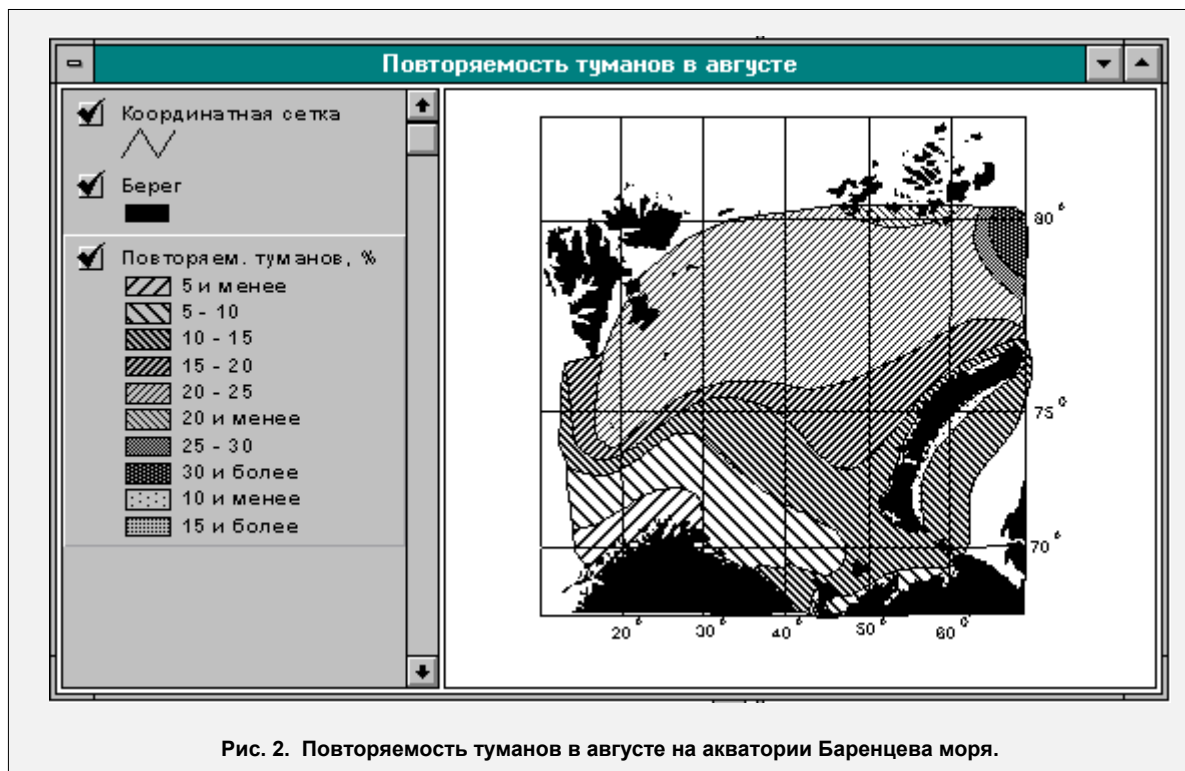 Повторяемость туманов в августе
Координатная сетка
Берег
Повторяем. туманов, %
5 и менее
5 - 10
10 - 15
15 - 20
20 - 25
20 и менее
25 - 30
30 и более
10 и менее
15 и более
80°
75°
70°
20° 30° 40° 50° 60°
Рис. 2. Повторяемость туманов в августе на акватории Баренцева моря.